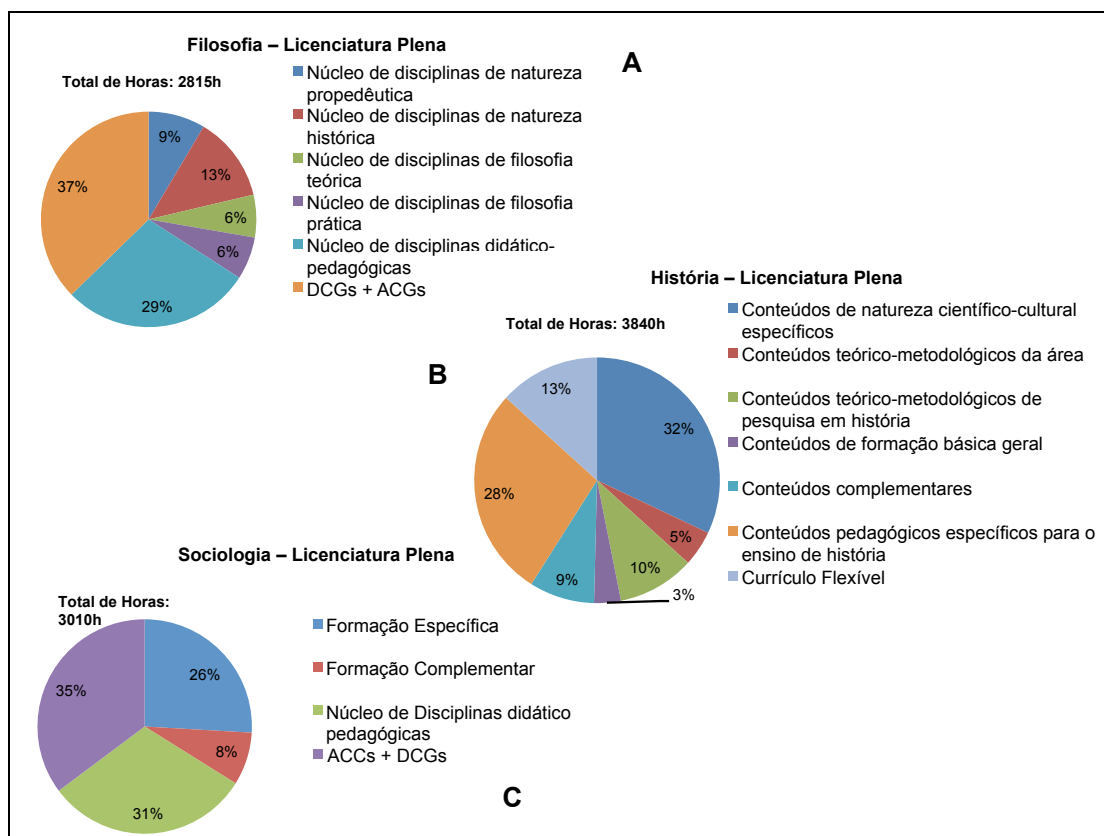 Filosofia – Licenciatura Plena
A
Total de Horas: 2815h
Núcleo de disciplinas de natureza
propedêutica
Núcleo de disciplinas de natureza
histórica
Núcleo de disciplinas de filosofia
teórica
Núcleo de disciplinas de filosofia
prática
Núcleo de disciplinas didático-
pedagógicas
DCGs + ACGs
9%
13%
6%
6%
29%
37%
História – Licenciatura Plena
B
Total de Horas: 3840h
Conteúdos de natureza científico-cultural
específicos
Conteúdos teórico-metodológicos da área
Conteúdos teórico-metodológicos de
pesquisa em história
Conteúdos de formação básica geral
Conteúdos complementares
Conteúdos pedagógicos específicos para o
ensino de história
Currículo Flexível
32%
5%
10%
3%
9%
28%
13%
Sociologia – Licenciatura Plena
Total de Horas:
3010h
Formação Específica
Formação Complementar
Núcleo de Disciplinas didático
pedagógicas
ACCs + DCGs
26%
8%
31%
35%
C